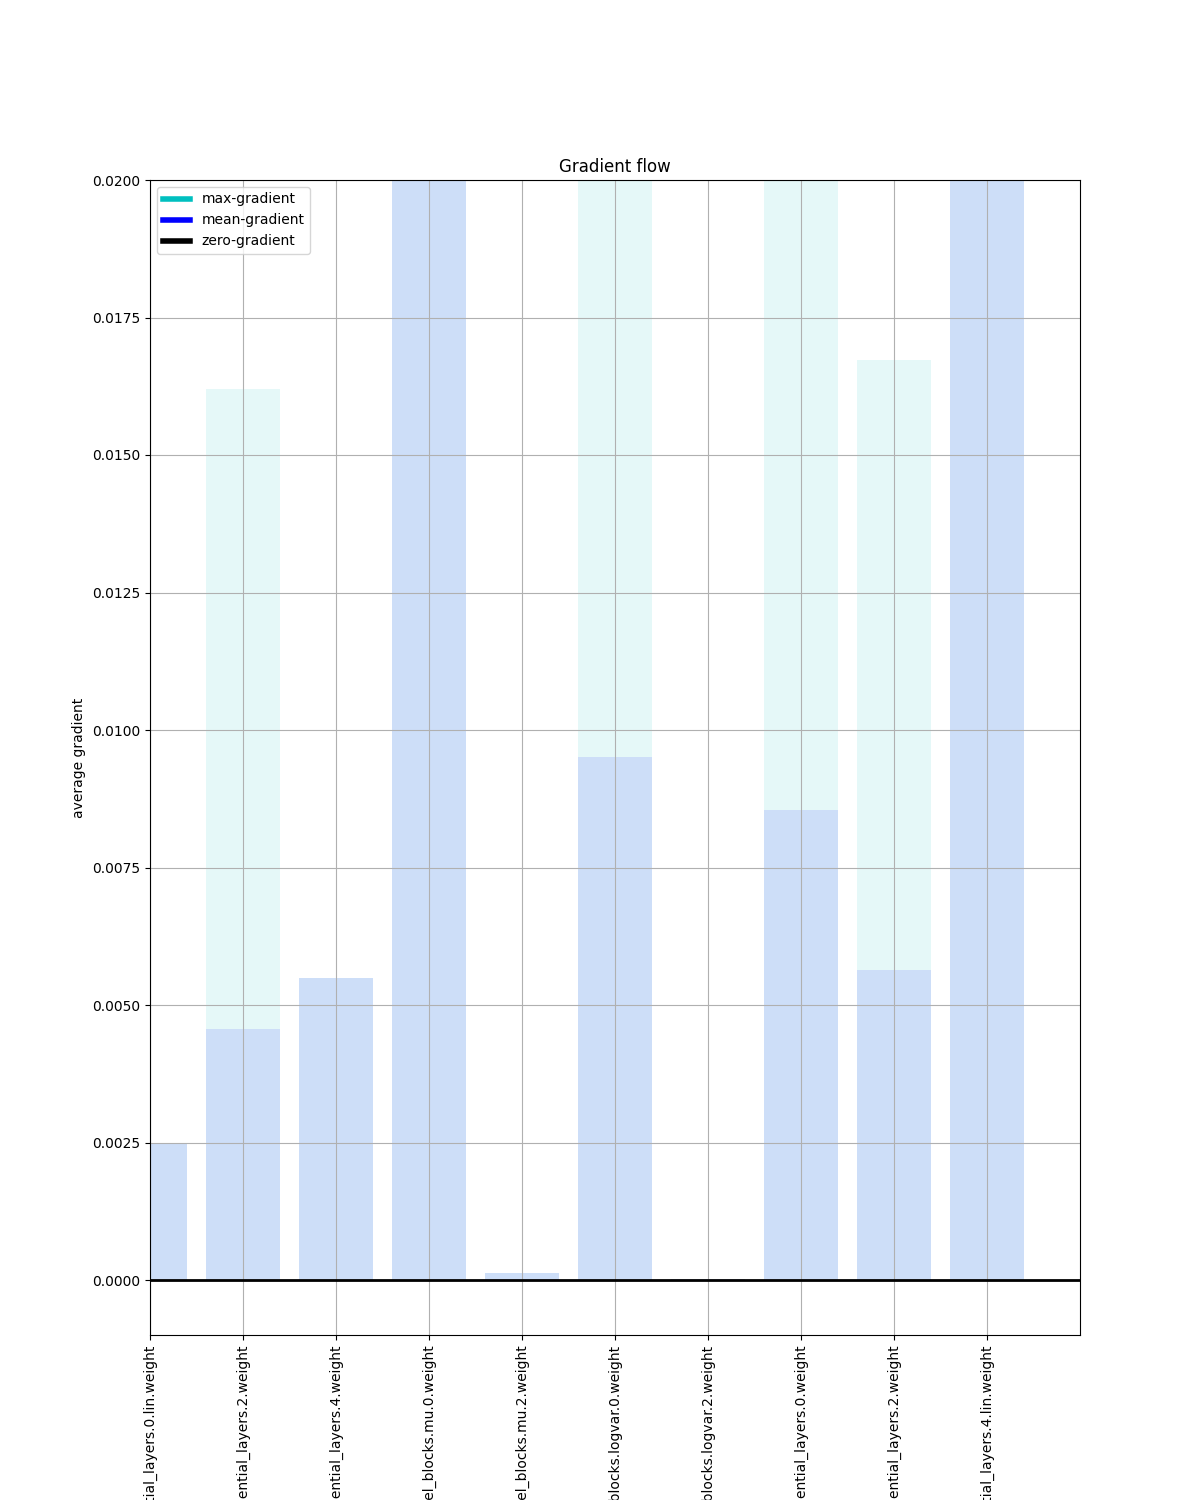 Gradient flow
max-gradient
mean-gradient
zero-gradient
0.0200
0.0175
0.0150
0.0125
0.0100
0.0075
0.0050
0.0025
0.0000
average gradient
tial_layers.0.lin.weight
ential_layers.2.weight
ential_layers.4.weight
el_blocks.mu.0.weight
el_blocks.mu.2.weight
blocks.logvar.0.weight
blocks.logvar.2.weight
ential_layers.0.weight
ential_layers.2.weight
tial_layers.4.lin.weight